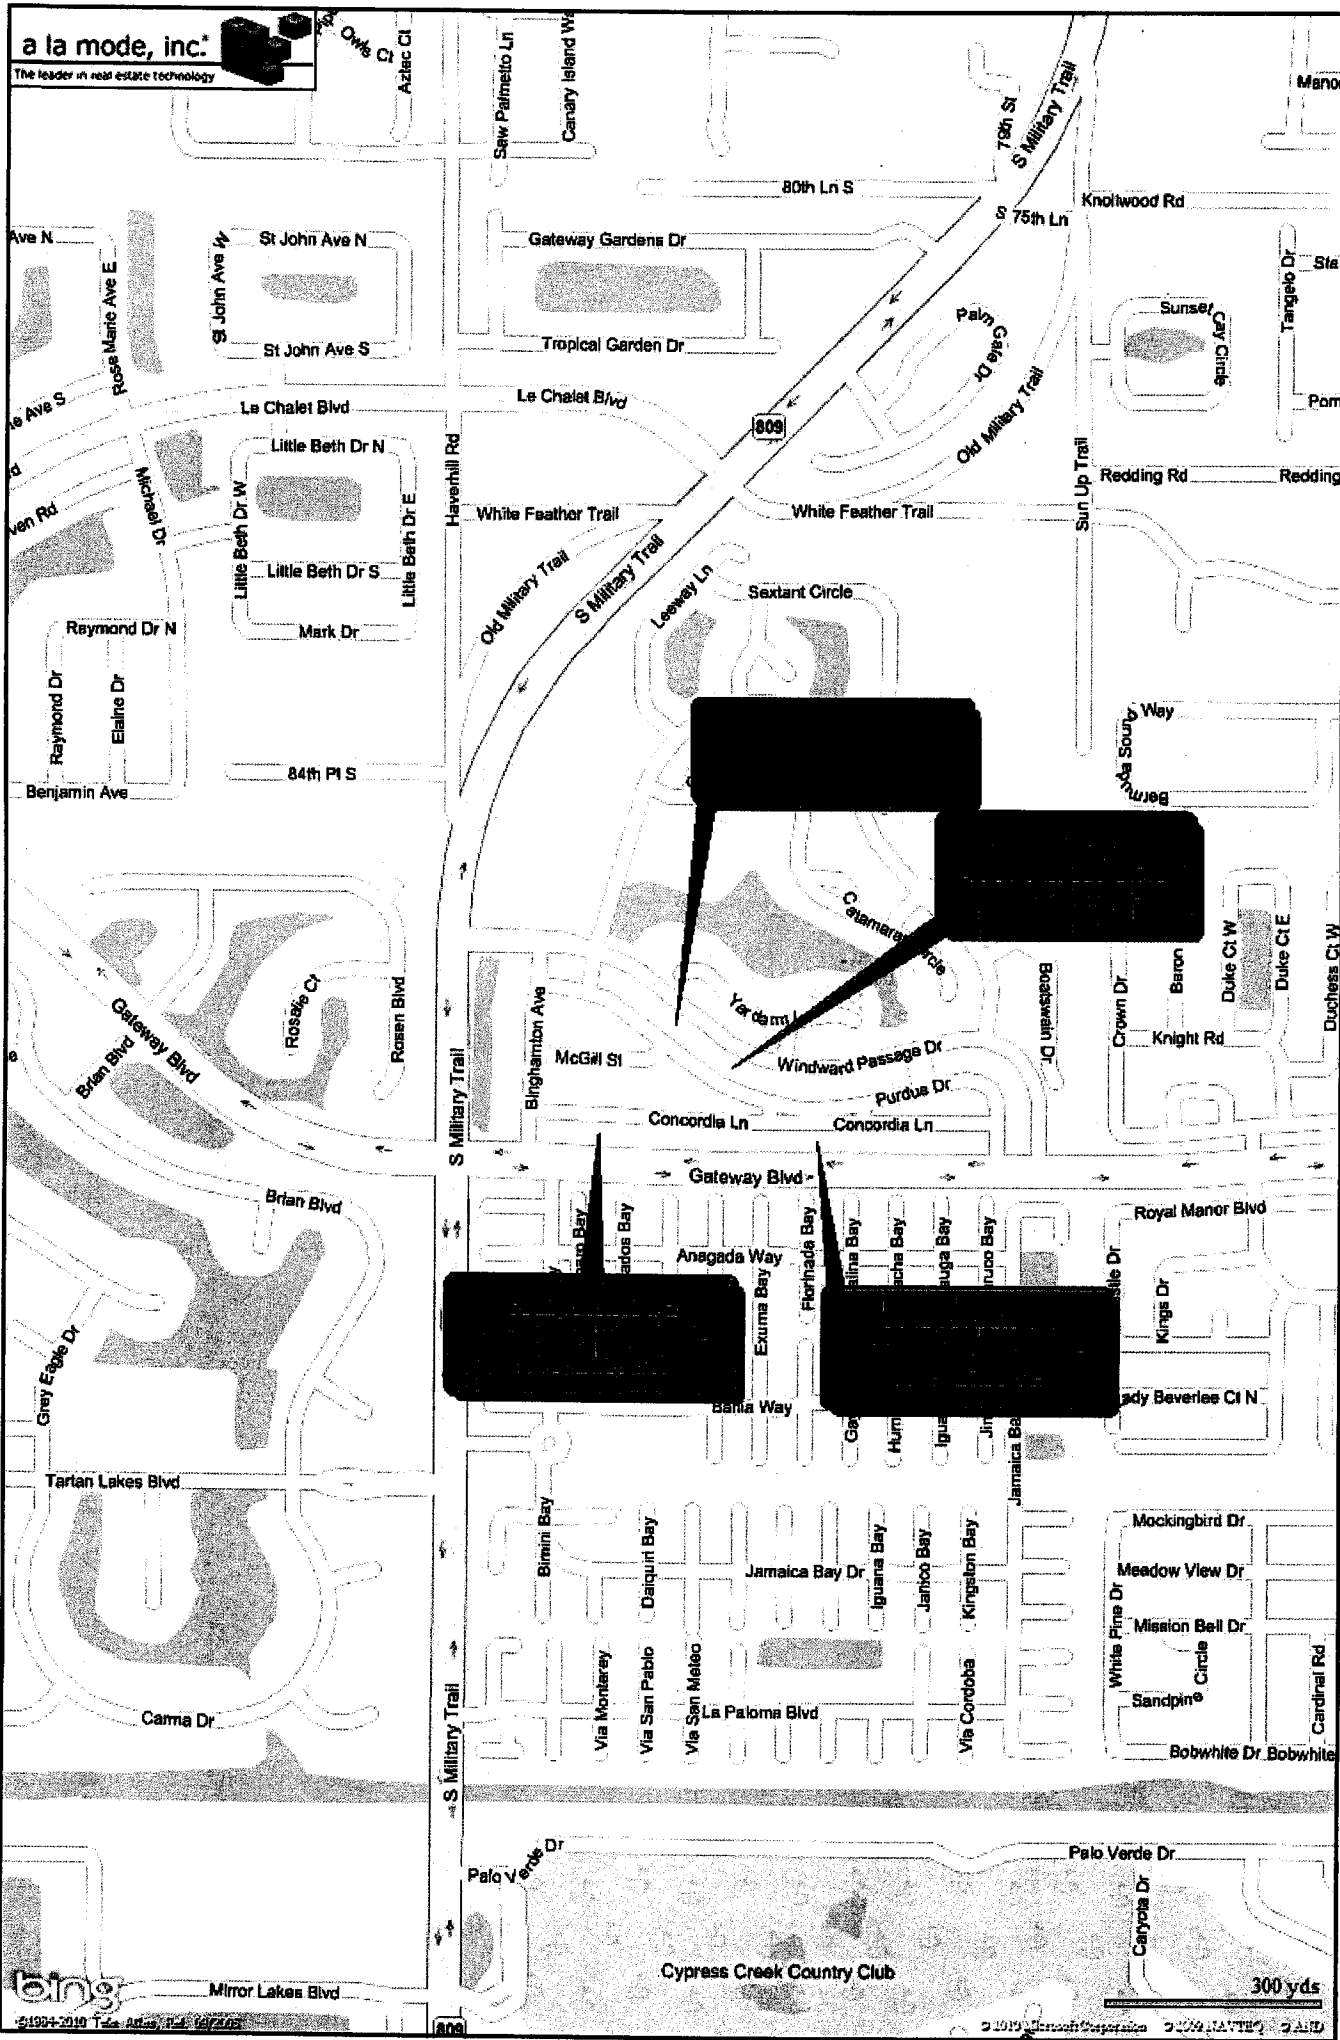 a la mode, inc.
The leader in real estate technology
Owls Ct
Aztec Ct
Saw Palmetto Ln
Canary Island
79th St
S Military Trail
80th Ln S
S 75th Ln
Knollwood Rd
Ave N
Rose Marie Ave E
St John Ave W
St John Ave N
Gateway Gardens Dr
Tangelo Dr
Sunset Cay Circle
Palm Gate Dr
St John Ave S
Tropical Garden Dr
Ave S
Le Chalet Blvd
Le Chalet Blvd
809
Old Military Trail
Little Beth Dr N
Haverhill Rd
Sun Up Trail
Redding Rd
Redding
Michael Dr
Little Beth Dr W
Little Beth Dr E
White Feather Trail
White Feather Trail
Little Beth Dr S
Old Military Trail
S Military Trail
Leeway Ln
Sextant Circle
Raymond Dr N
Mark Dr
Raymond Dr
Elaine Dr
Way
84th Pl S
Benjamin Ave
Catamaran Circle
Duke Ct W
Duke Ct E
Duchess Ct W
Baron
Crown Dr
Boatswain Dr
Rosalie Ct
Rosen Blvd
Gateway Blvd
Brian Blvd
Binghamton Ave
McGill St
Windward Passage Dr
Knight Rd
Purdue Dr
S Military Trail
Concordia Ln
Concordia Ln
Gateway Blvd
Brian Blvd
Royal Manor Blvd
Anagada Way
Exuma Bay
Florinada Bay
Kings Dr
Grey Eagle Dr
Bahia Way
ady Beverlee Ct N
Tartan Lakes Blvd
Jamaica Ba
Bimini Bay
Daiquiri Bay
Jamaica Bay Dr
Iguana Bay
Jarico Bay
Kingston Bay
Mockingbird Dr
Meadow View Dr
White Pine Dr
Mission Bell Dr
Sandpine Circle
Cardinal Rd
Via Monterey
Via San Pablo
Via San Mateo
La Paloma Blvd
Via Cordoba
Carma Dr
S Military Trail
Bobwhite Dr
Bobwhite
Palo Verde Dr
Palo Verde Dr
Caryota Dr
Cypress Creek Country Club
300 yds
bing
Mirror Lakes Blvd
809